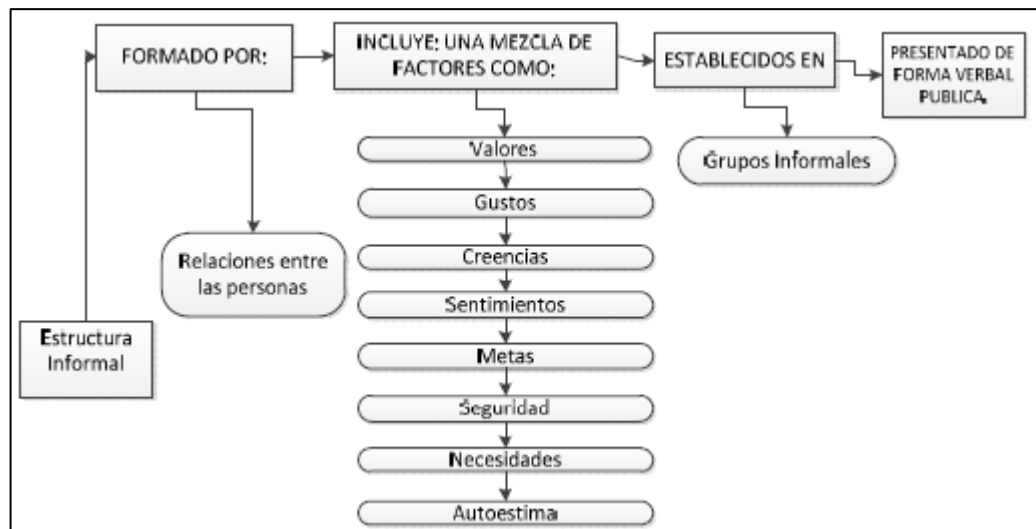 FORMADO POR:
INCLUYE: UNA MEZCLA DE
FACTORES COMO:
ESTABLECIDOS EN
PRESENTADO DE
FORMA VERBAL
PUBLICA.
Valores
Grupos Informales
Gustos
Creencias
Relaciones entre
las personas
Sentimientos
Estructura
Informal
Metas
Seguridad
Necesidades
Autoestima